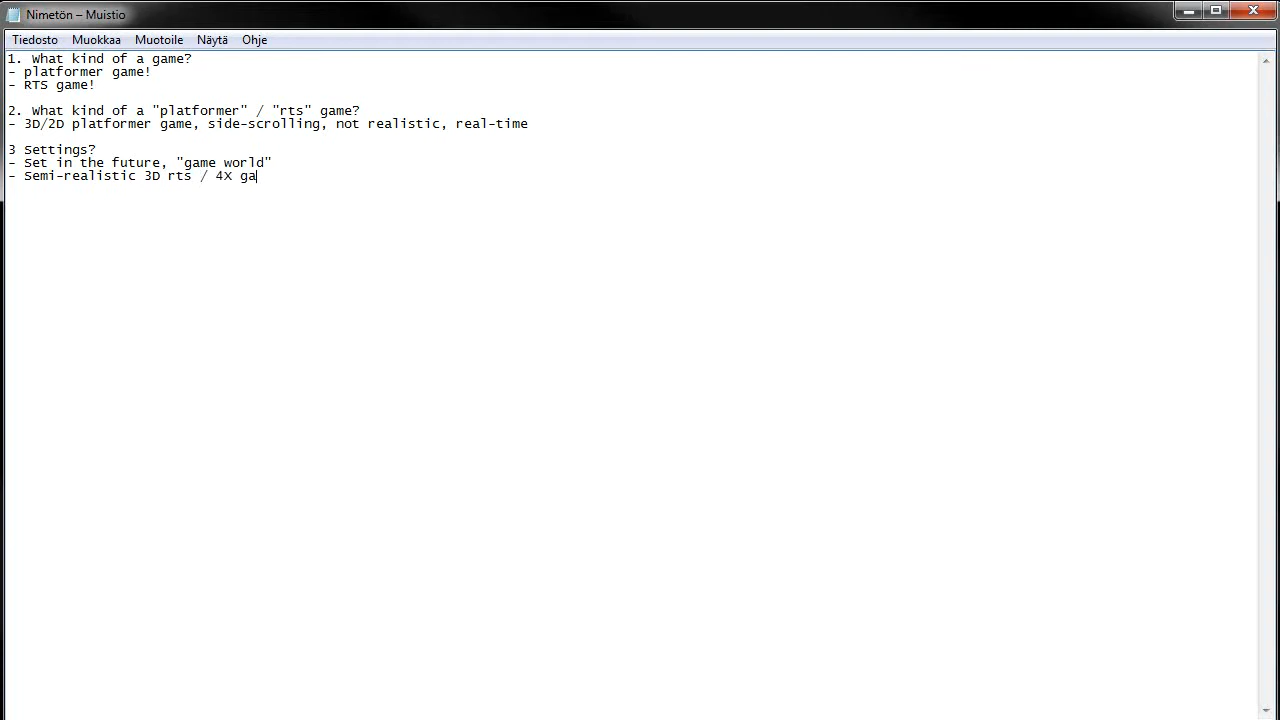 Nimetön – Muistio
Tiedosto Muokkaa Muotoile Näytä Ohje
1. What kind of a game?
- platformer game!
- RTS game!
2. What kind of a "platformer" / "rts" game?
- 3D/2D platformer game, side-scrolling, not realistic, real-time
3 Settings?
- Set in the future, "game world"
- Semi-realistic 3D rts / 4X ga